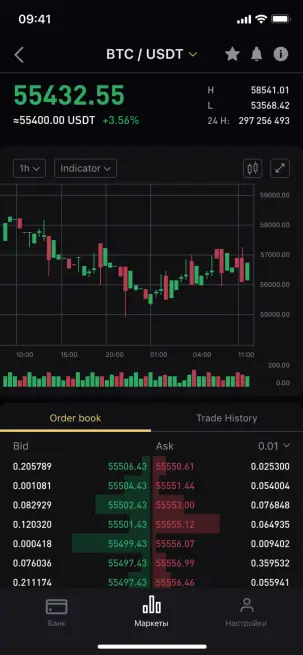 09:41
BTC / USDT
55432.55
≈55400.00 USDT +3.56%
H 58541.01
L 53568.42
24 H: 297 256 493
1h
Indicator
59000.00
58000.00
57000.00
56000.00
55000.00
10:00 15:00 20:00 01:00 04:00 11:00
200.00
0.00
Order book Trade History
Bid Ask 0.01
0.205789 55506.43 55550.61 0.025300
0.001081 55504.43 55551.44 0.054004
0.082929 55502.43 55553.00 0.076848
0.120320 55501.43 55555.12 0.064935
0.000418 55499.43 55556.07 0.009402
0.076036 55497.43 55556.99 0.359532
0.211174 55497.43 55556.46 0.055941
Банк Маркеты Настройки